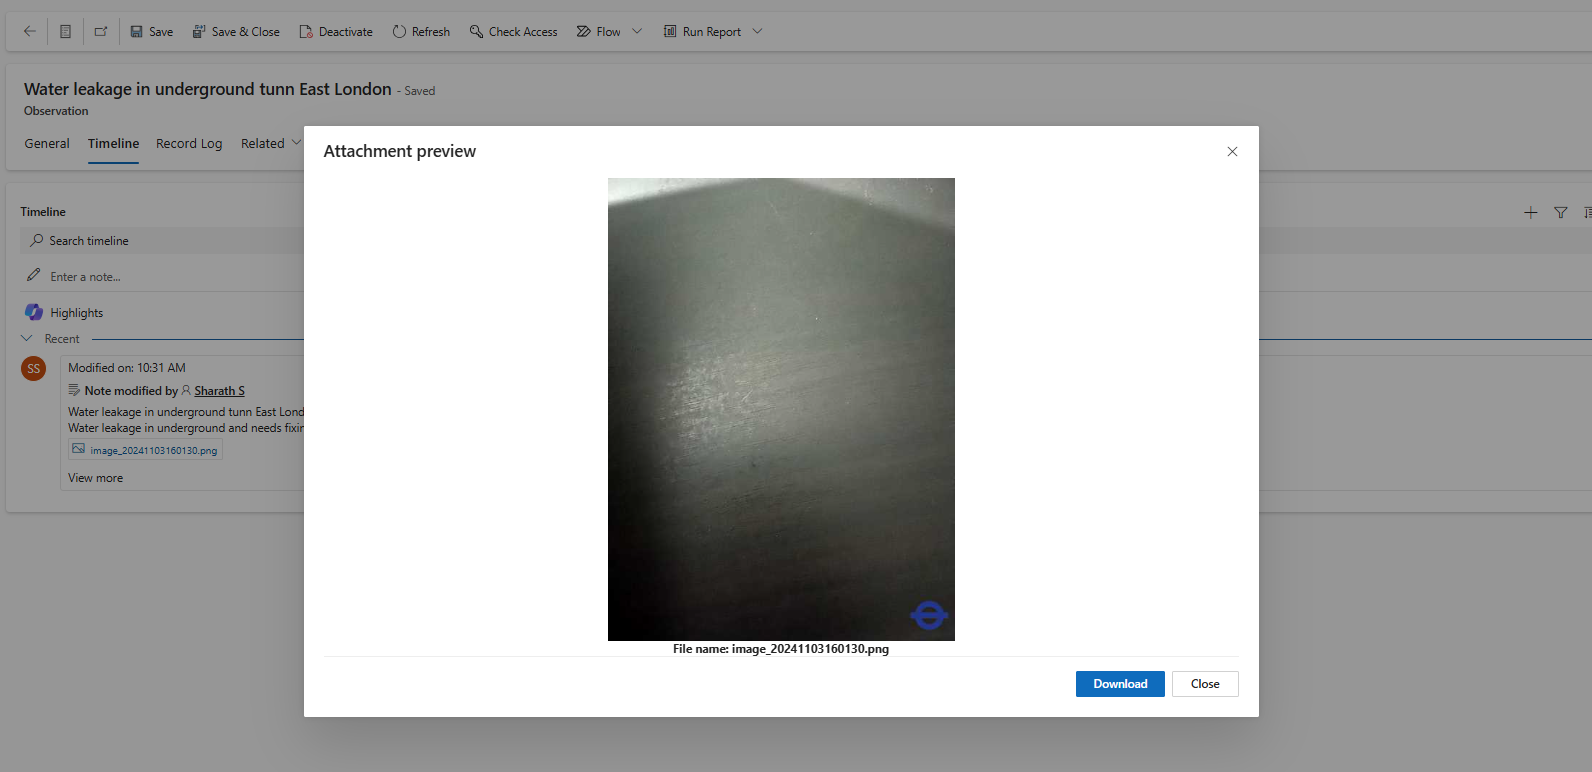 Save
Save & Close
Deactivate
Refresh
Check Access
Flow
Run Report
Water leakage in underground tunn East London - Saved
Observation
General
Timeline
Record Log
Related
Timeline
Search timeline
Enter a note...
Highlights
Recent
SS
Modified on: 10:31 AM
Note modified by Sharath S
Water leakage in underground tunn East Lond
Water leakage in underground and needs fixin
image_20241103160130.png
View more
Attachment preview
File name: image_20241103160130.png
Download
Close